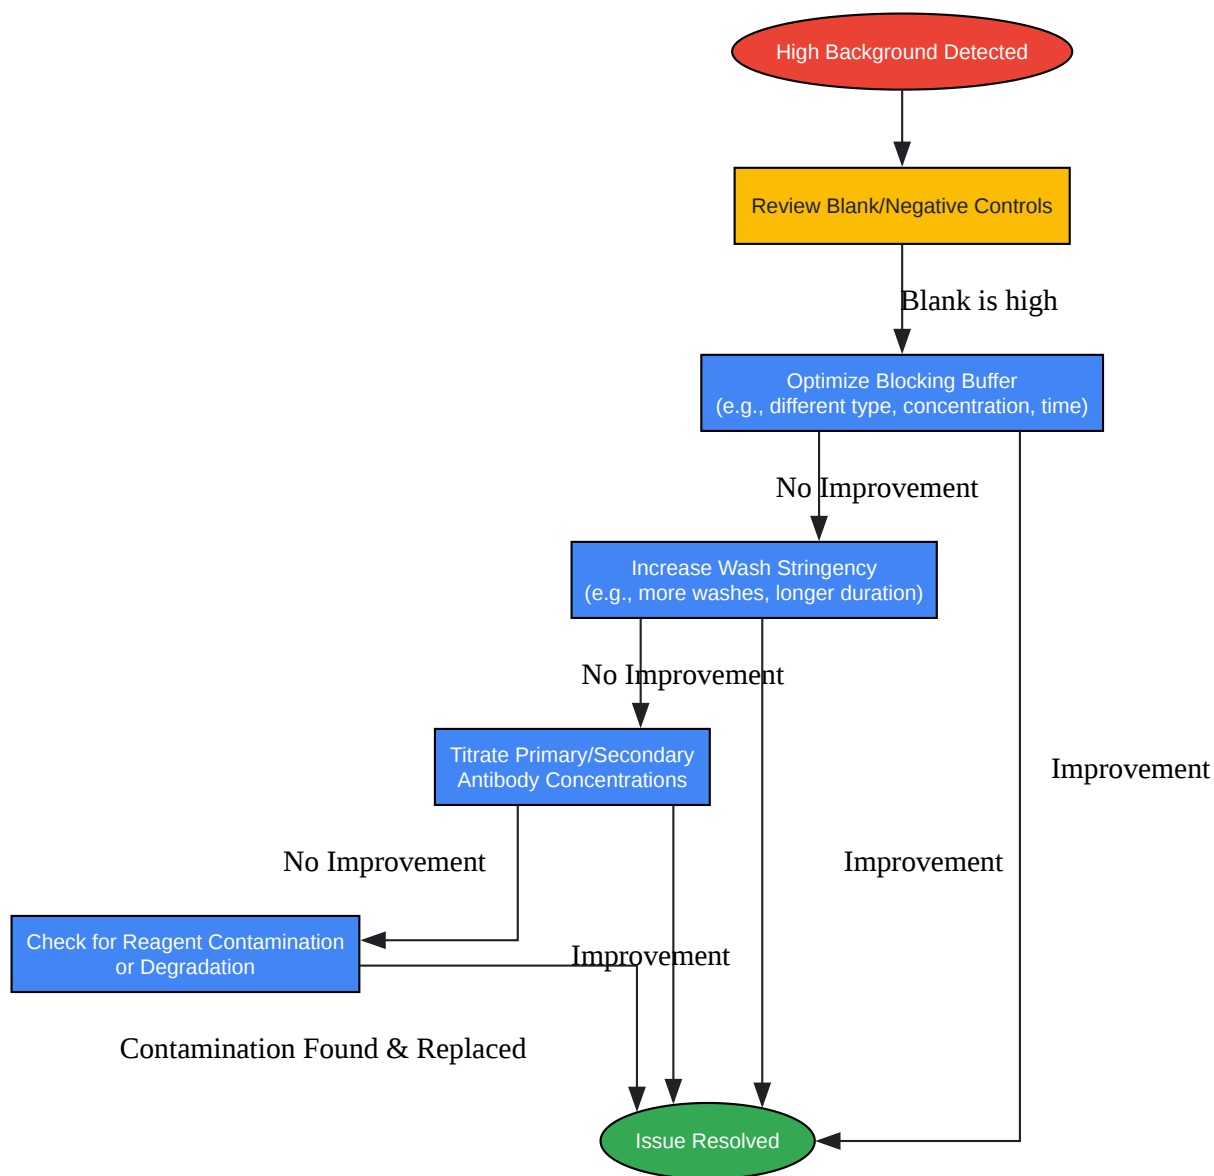 High Background Detected
Review Blank/Negative Controls
Blank is high
Optimize Blocking Buffer
(e.g., different type, concentration, time)
No Improvement
Increase Wash Stringency
(e.g., more washes, longer duration)
No Improvement
Titrate Primary/Secondary
Antibody Concentrations
Improvement
No Improvement
Improvement
Check for Reagent Contamination
or Degradation
Improvement
Contamination Found & Replaced
Issue Resolved